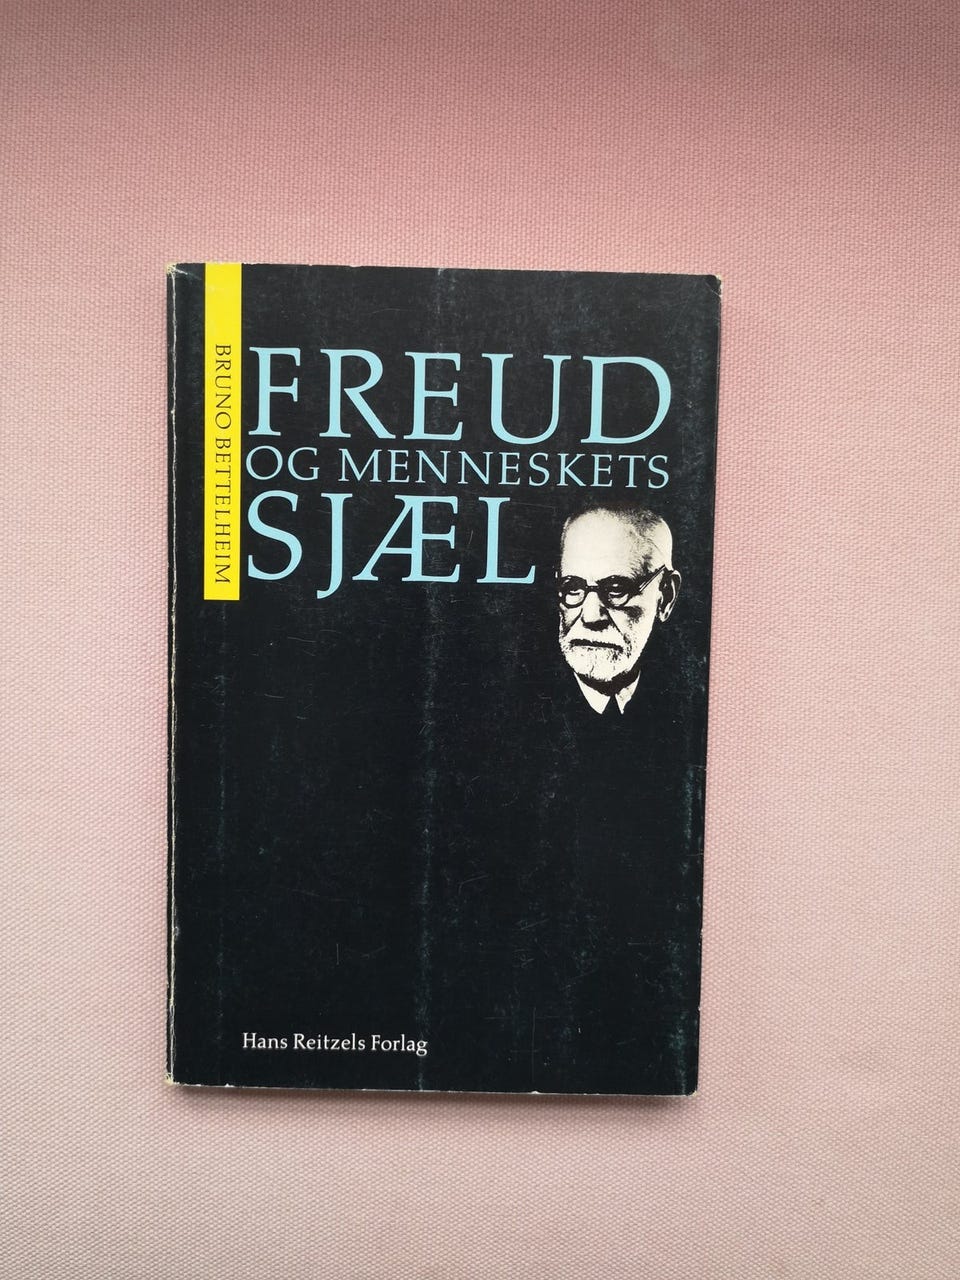 BRUNO BETTELHEIM
FREUD
OG MENNESKETS
SJÆL
Hans Reitzels Forlag